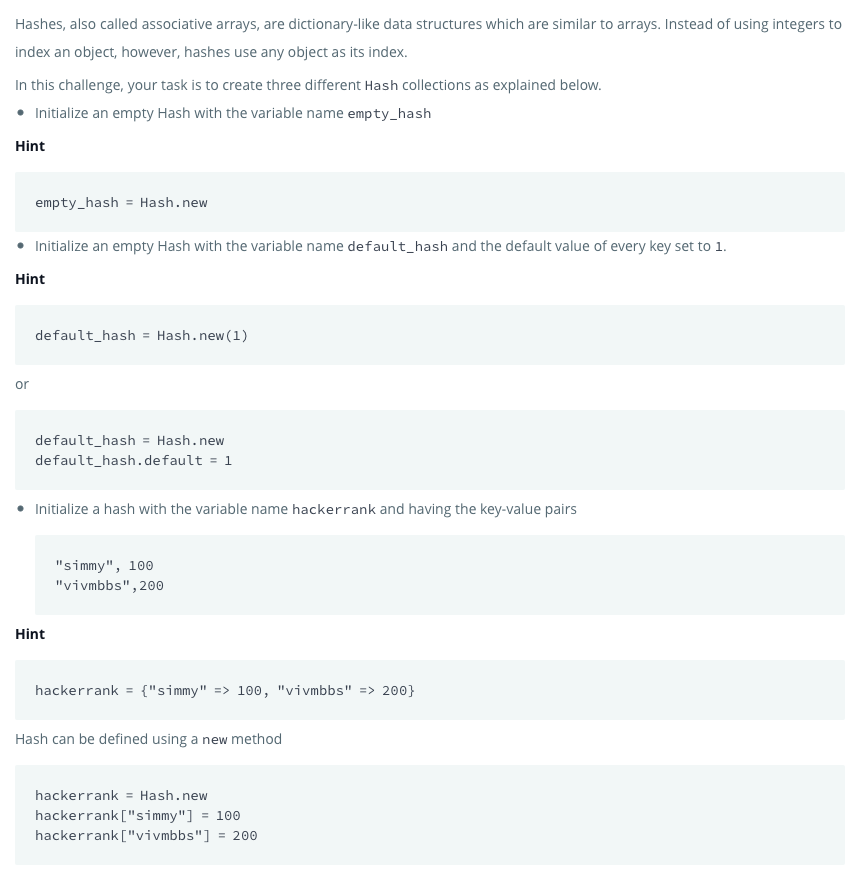 Hashes, also called associative arrays, are dictionary-like data structures which are similar to arrays. Instead of using integers to
index an object, however, hashes use any object as its index.
In this challenge, your task is to create three different Hash collections as explained below.
• Initialize an empty Hash with the variable name empty_hash
Hint
empty_hash = Hash.new
• Initialize an empty Hash with the variable name default_hash and the default value of every key set to 1.
Hint
default_hash = Hash.new(1)
or
default_hash = Hash.new
default_hash.default = 1
• Initialize a hash with the variable name hackerrank and having the key-value pairs
"simmy", 100
"vivmbbs",200
Hint
hackerrank = {"simmy" => 100, "vivmbbs" => 200}
Hash can be defined using a new method
hackerrank = Hash.new
hackerrank["simmy"] = 100
hackerrank["vivmbbs"] = 200